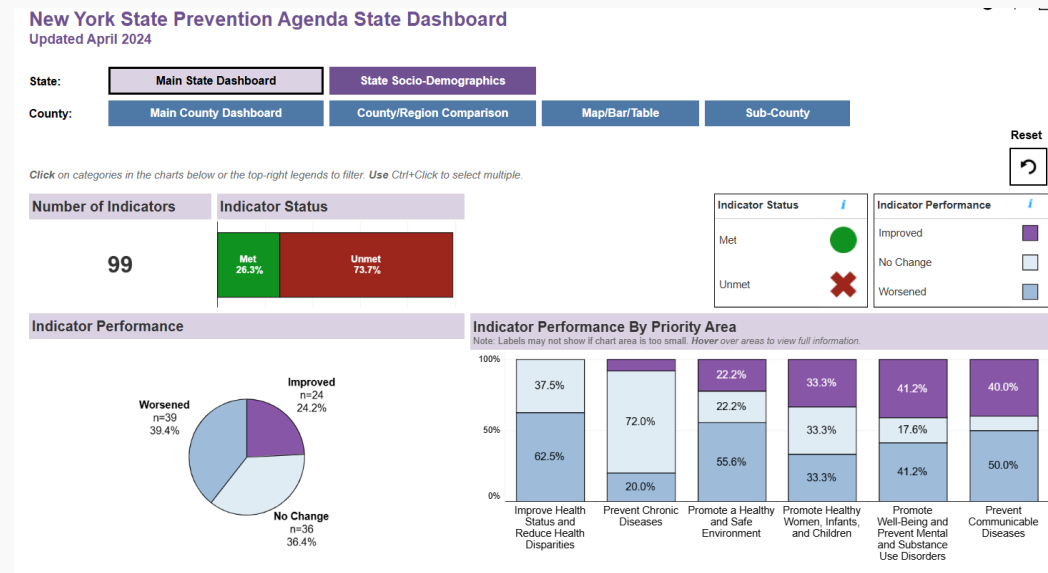 New York State Prevention Agenda State Dashboard
Updated April 2024
State:
Main State Dashboard
State Socio-Demographics
County:
Main County Dashboard
County/Region Comparison
Map/Bar/Table
Sub-County
Reset
Click on categories in the charts below or the top-right legends to filter. Use Ctrl+Click to select multiple.
Number of Indicators
Indicator Status
99
Met
26.3%
Unmet
73.7%
Indicator Status i
Met
Unmet
Indicator Performance i
Improved
No Change
Worsened
Indicator Performance
Improved
n=24
24.2%
Worsened
n=39
39.4%
No Change
n=36
36.4%
Indicator Performance By Priority Area
Note: Labels may not show if chart area is too small. Hover over areas to view full information.
100%
50%
0%
37.5%
62.5%
72.0%
20.0%
22.2%
22.2%
55.6%
33.3%
33.3%
33.3%
41.2%
17.6%
41.2%
40.0%
50.0%
Improve Health
Status and
Reduce Health
Disparities
Prevent Chronic
Diseases
Promote a Healthy
and Safe
Environment
Promote Healthy
Women, Infants,
and Children
Promote
Well-Being and
Prevent Mental
and Substance
Use Disorders
Prevent
Communicable
Diseases